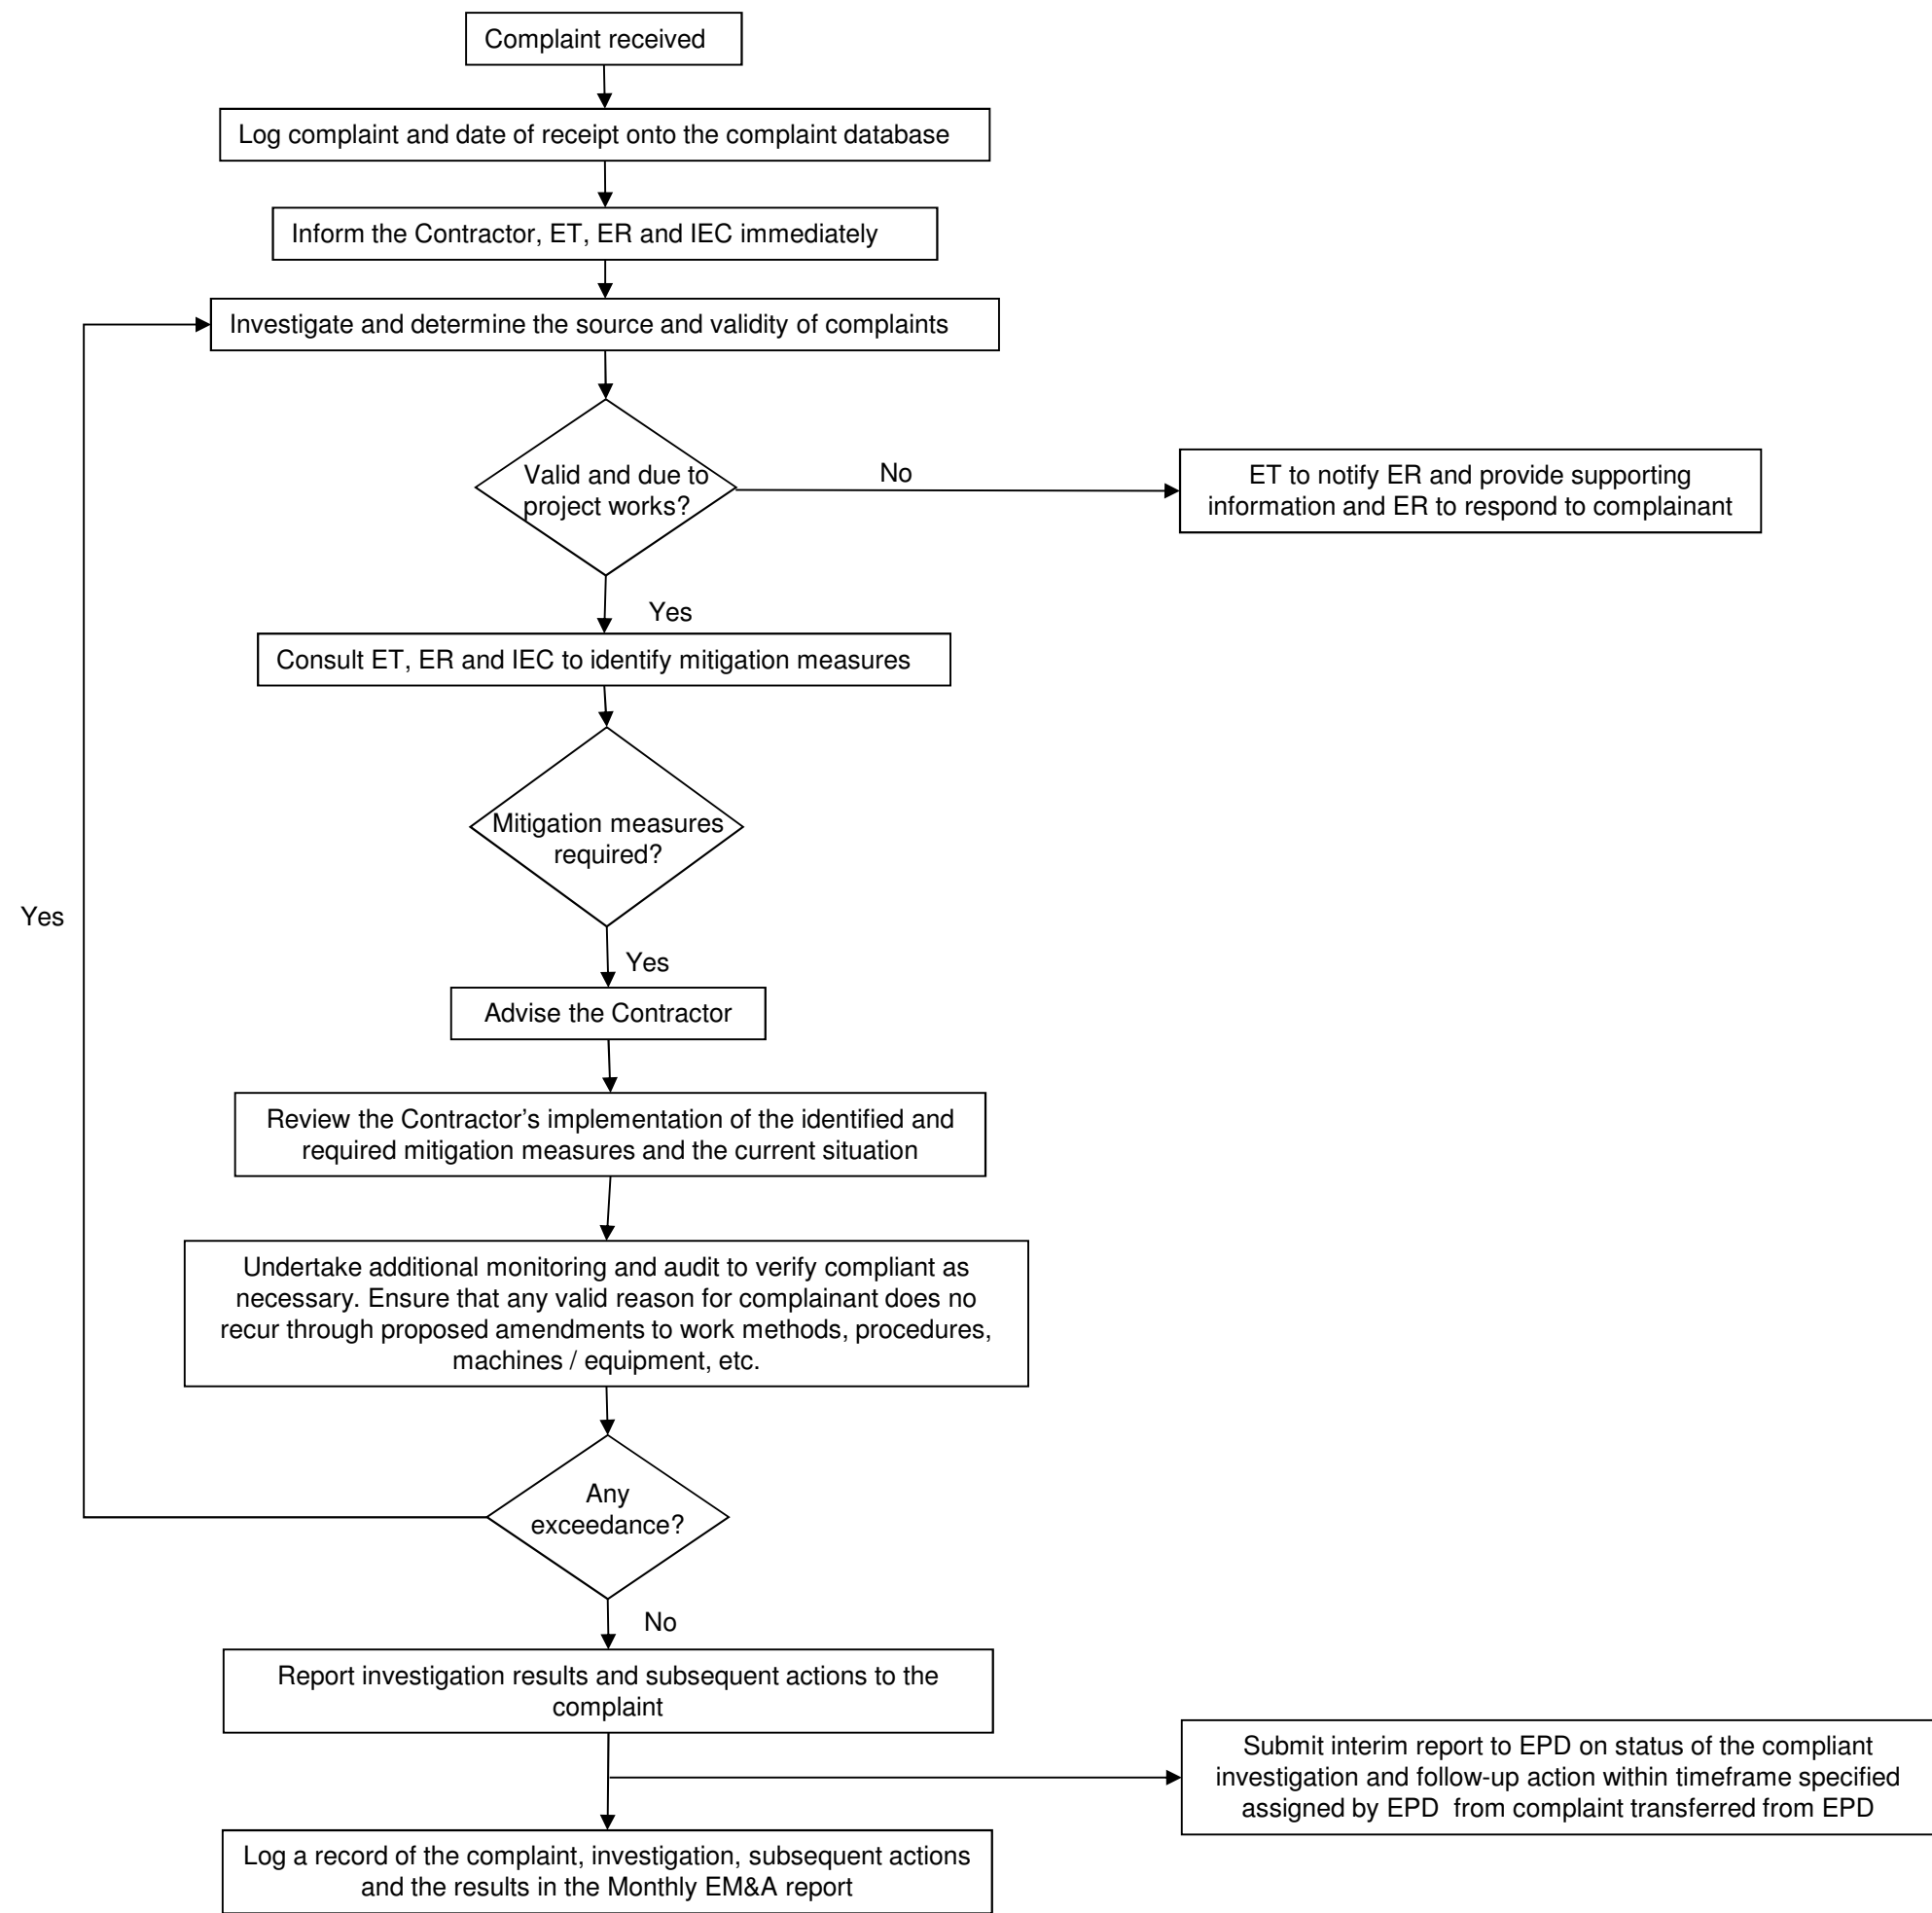 Complaint received
Log complaint and date of receipt onto the complaint database
Inform the Contractor, ET, ER and IEC immediately
Investigate and determine the source and validity of complaints
Valid and due to
project works?
No
ET to notify ER and provide supporting
information and ER to respond to complainant
Yes
Consult ET, ER and IEC to identify mitigation measures
Mitigation measures
required?
Yes
Yes
Advise the Contractor
Review the Contractor’s implementation of the identified and
required mitigation measures and the current situation
Undertake additional monitoring and audit to verify compliant as
necessary. Ensure that any valid reason for complainant does no
recur through proposed amendments to work methods, procedures,
machines / equipment, etc.
Any
exceedance?
No
Report investigation results and subsequent actions to the
complaint
Submit interim report to EPD on status of the compliant
investigation and follow-up action within timeframe specified
assigned by EPD  from complaint transferred from EPD
Log a record of the complaint, investigation, subsequent actions
and the results in the Monthly EM&A report